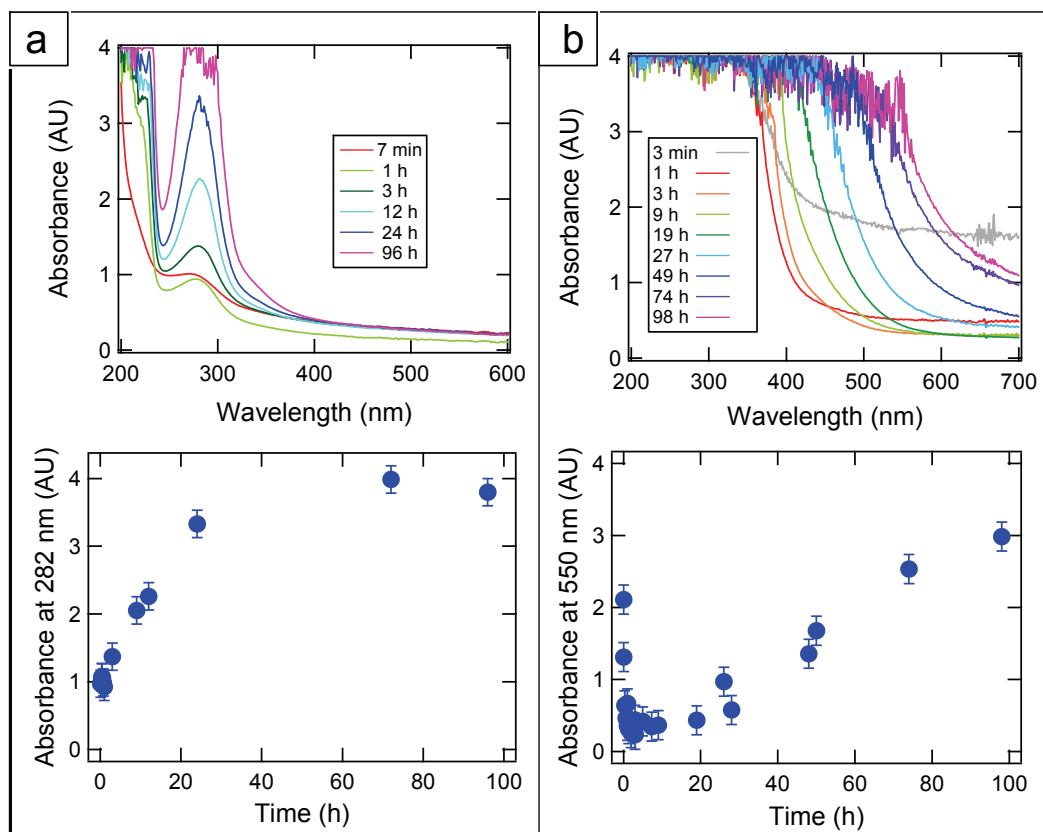 a
Absorbance (AU)
4
3
2
1
0
7 min
1 h
3 h
12 h
24 h
96 h
200 300 400 500 600
Wavelength (nm)
b
Absorbance (AU)
4
3
2
1
0
3 min
1 h
3 h
9 h
19 h
27 h
49 h
74 h
98 h
200 300 400 500 600 700
Wavelength (nm)
Absorbance at 282 nm (AU)
4
3
2
1
0
0 20 40 60 80 100
Time (h)
Absorbance at 550 nm (AU)
4
3
2
1
0
0 20 40 60 80 100
Time (h)